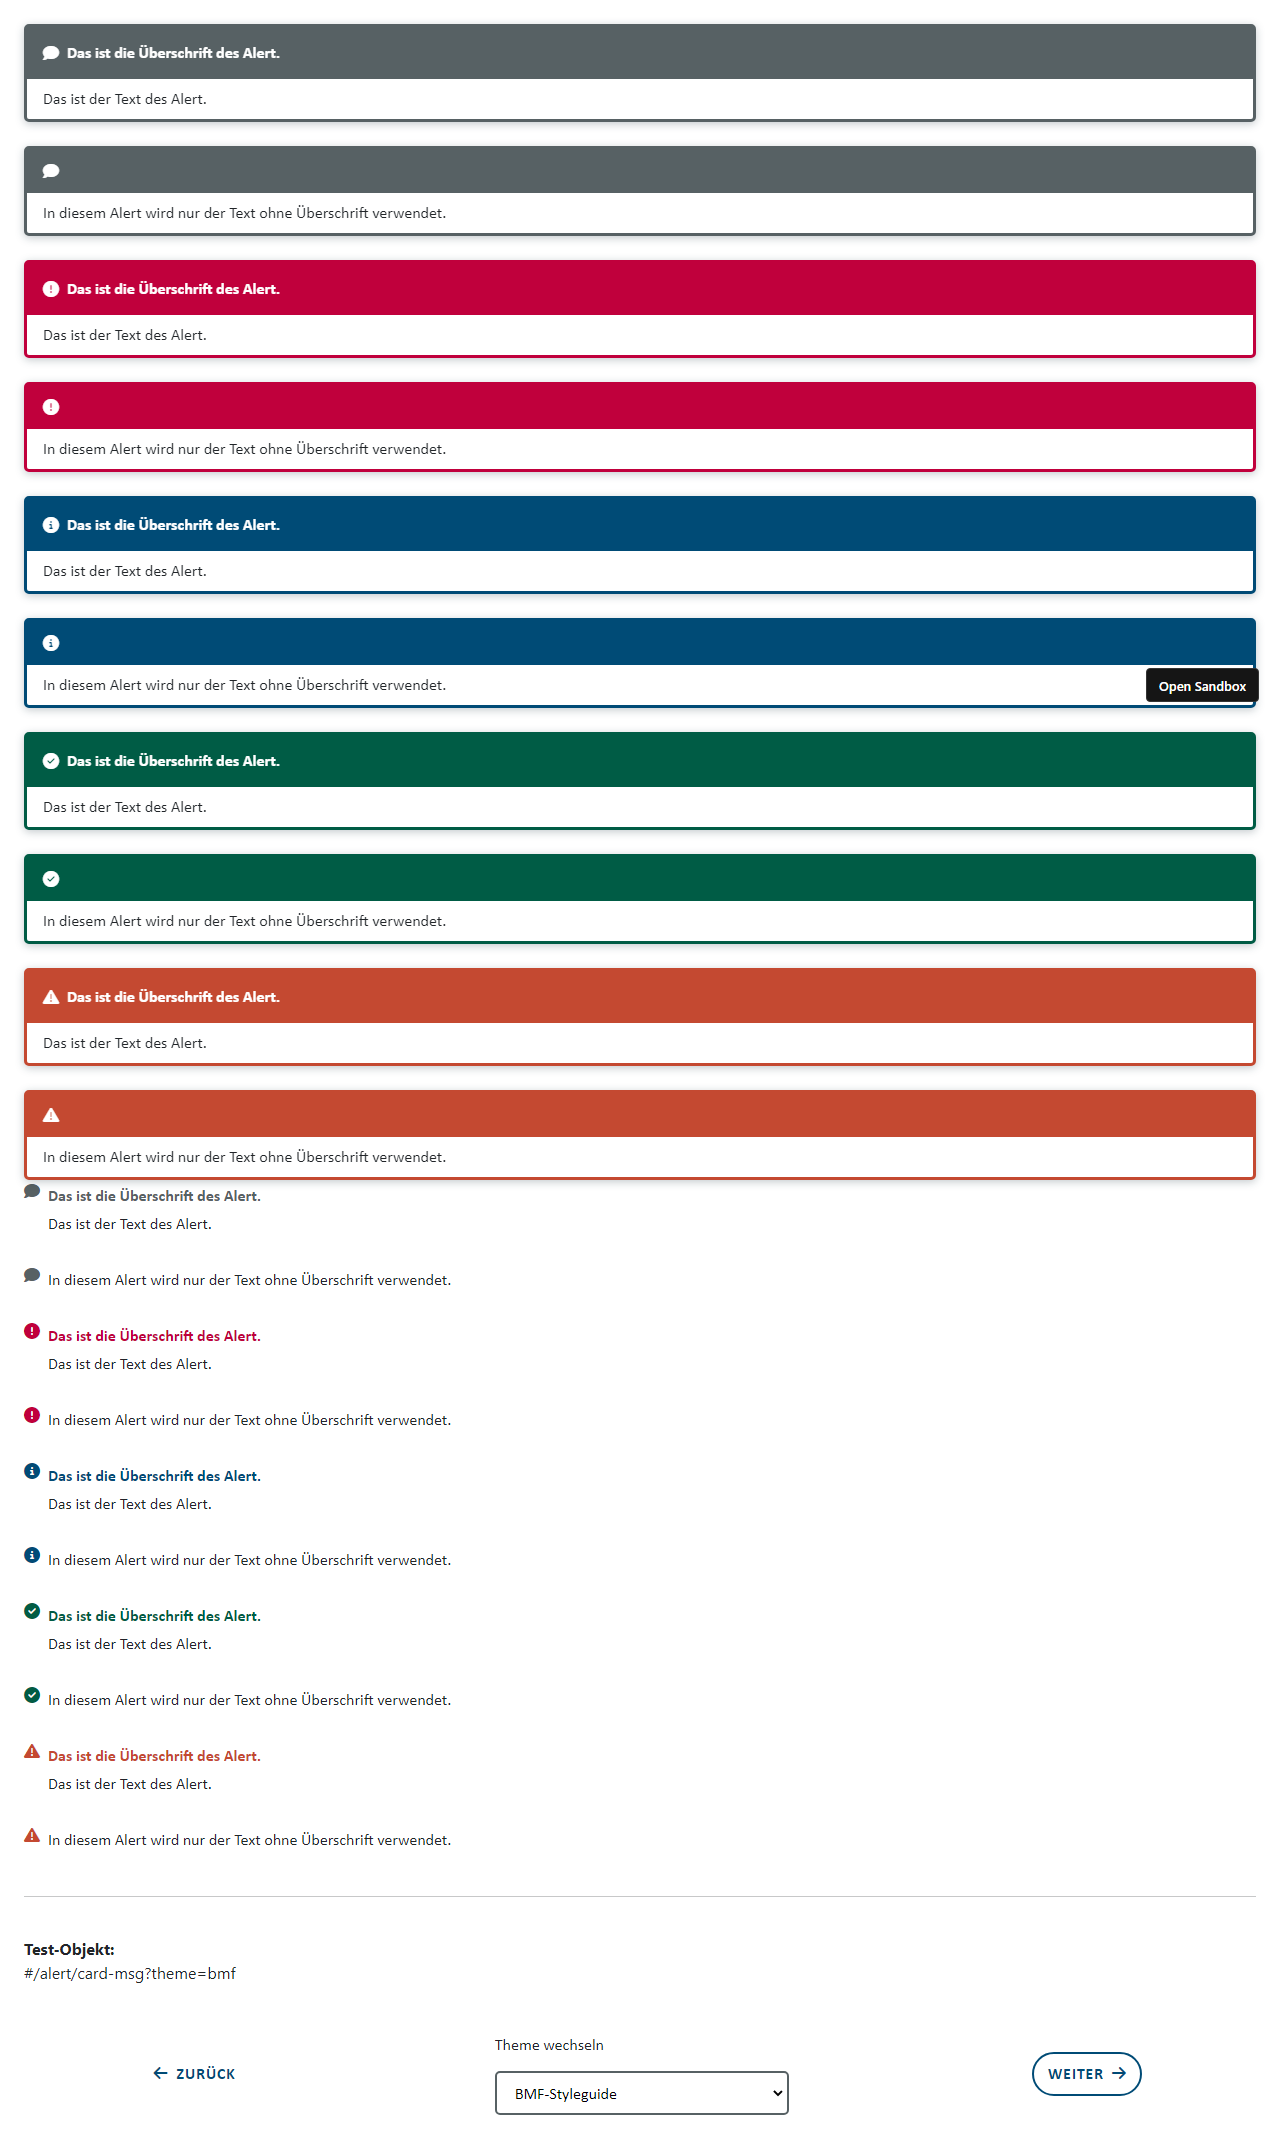 Das ist die Überschrift des Alert.
Das ist der Text des Alert.
In diesem Alert wird nur der Text ohne Überschrift verwendet.
Das ist die Überschrift des Alert.
Das ist der Text des Alert.
In diesem Alert wird nur der Text ohne Überschrift verwendet.
Das ist die Überschrift des Alert.
Das ist der Text des Alert.
In diesem Alert wird nur der Text ohne Überschrift verwendet.
Open Sandbox
Das ist die Überschrift des Alert.
Das ist der Text des Alert.
In diesem Alert wird nur der Text ohne Überschrift verwendet.
Das ist die Überschrift des Alert.
Das ist der Text des Alert.
In diesem Alert wird nur der Text ohne Überschrift verwendet.
Das ist die Überschrift des Alert.
Das ist der Text des Alert.
In diesem Alert wird nur der Text ohne Überschrift verwendet.
Das ist die Überschrift des Alert.
Das ist der Text des Alert.
In diesem Alert wird nur der Text ohne Überschrift verwendet.
Das ist die Überschrift des Alert.
Das ist der Text des Alert.
In diesem Alert wird nur der Text ohne Überschrift verwendet.
Das ist die Überschrift des Alert.
Das ist der Text des Alert.
In diesem Alert wird nur der Text ohne Überschrift verwendet.
Das ist die Überschrift des Alert.
Das ist der Text des Alert.
In diesem Alert wird nur der Text ohne Überschrift verwendet.
Test-Objekt:
#/alert/card-msg?theme=bmf
ZURÜCK
Theme wechseln
BMF-Styleguide
WEITER